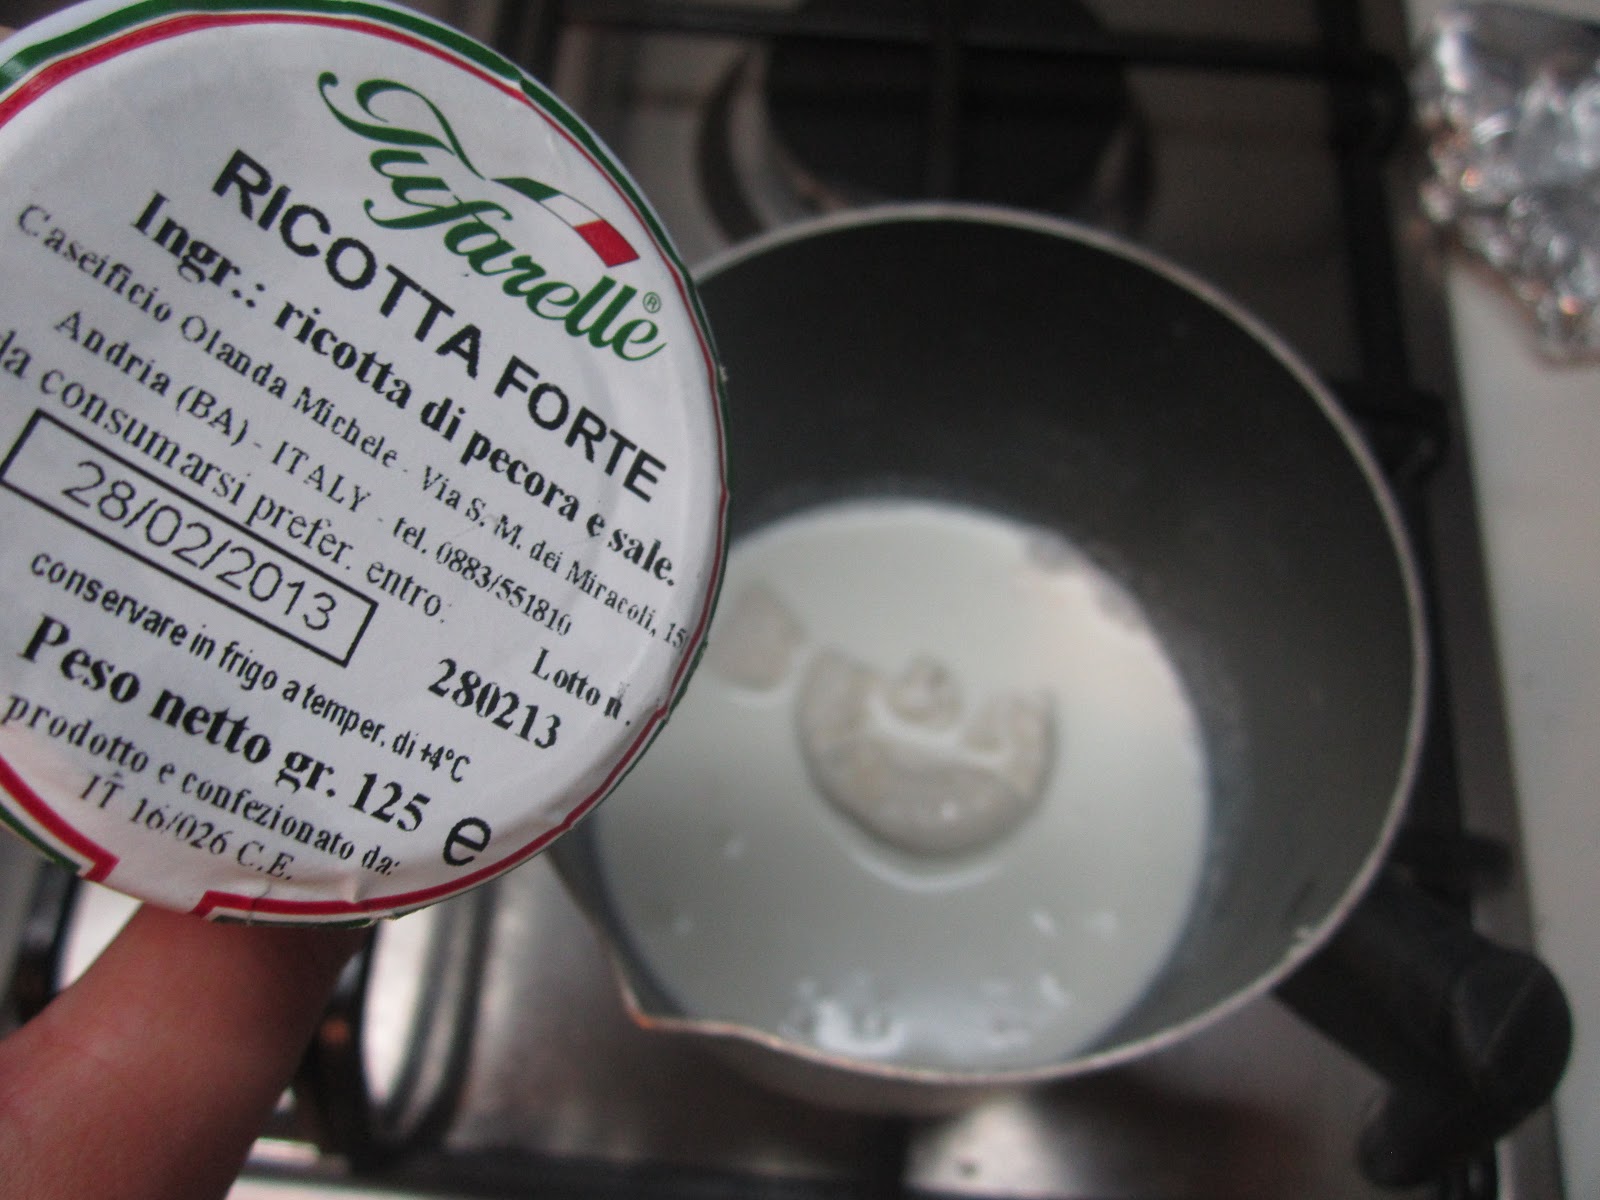 Tufarelle®
RICOTTA FORTE
Ingr.: ricotta di pecora e sale.
Caseificio Olanda Michele - Via S. M. dei Miracoli, 15
Andria (BA) - ITALY - tel. 0883/551810
da consumarsi prefer. entro:
Lotto n.
28/02/2013
280213
conservare in frigo a temper. di +4°C
Peso netto gr. 125 e
prodotto e confezionato da:
IT 16/026 C.E.